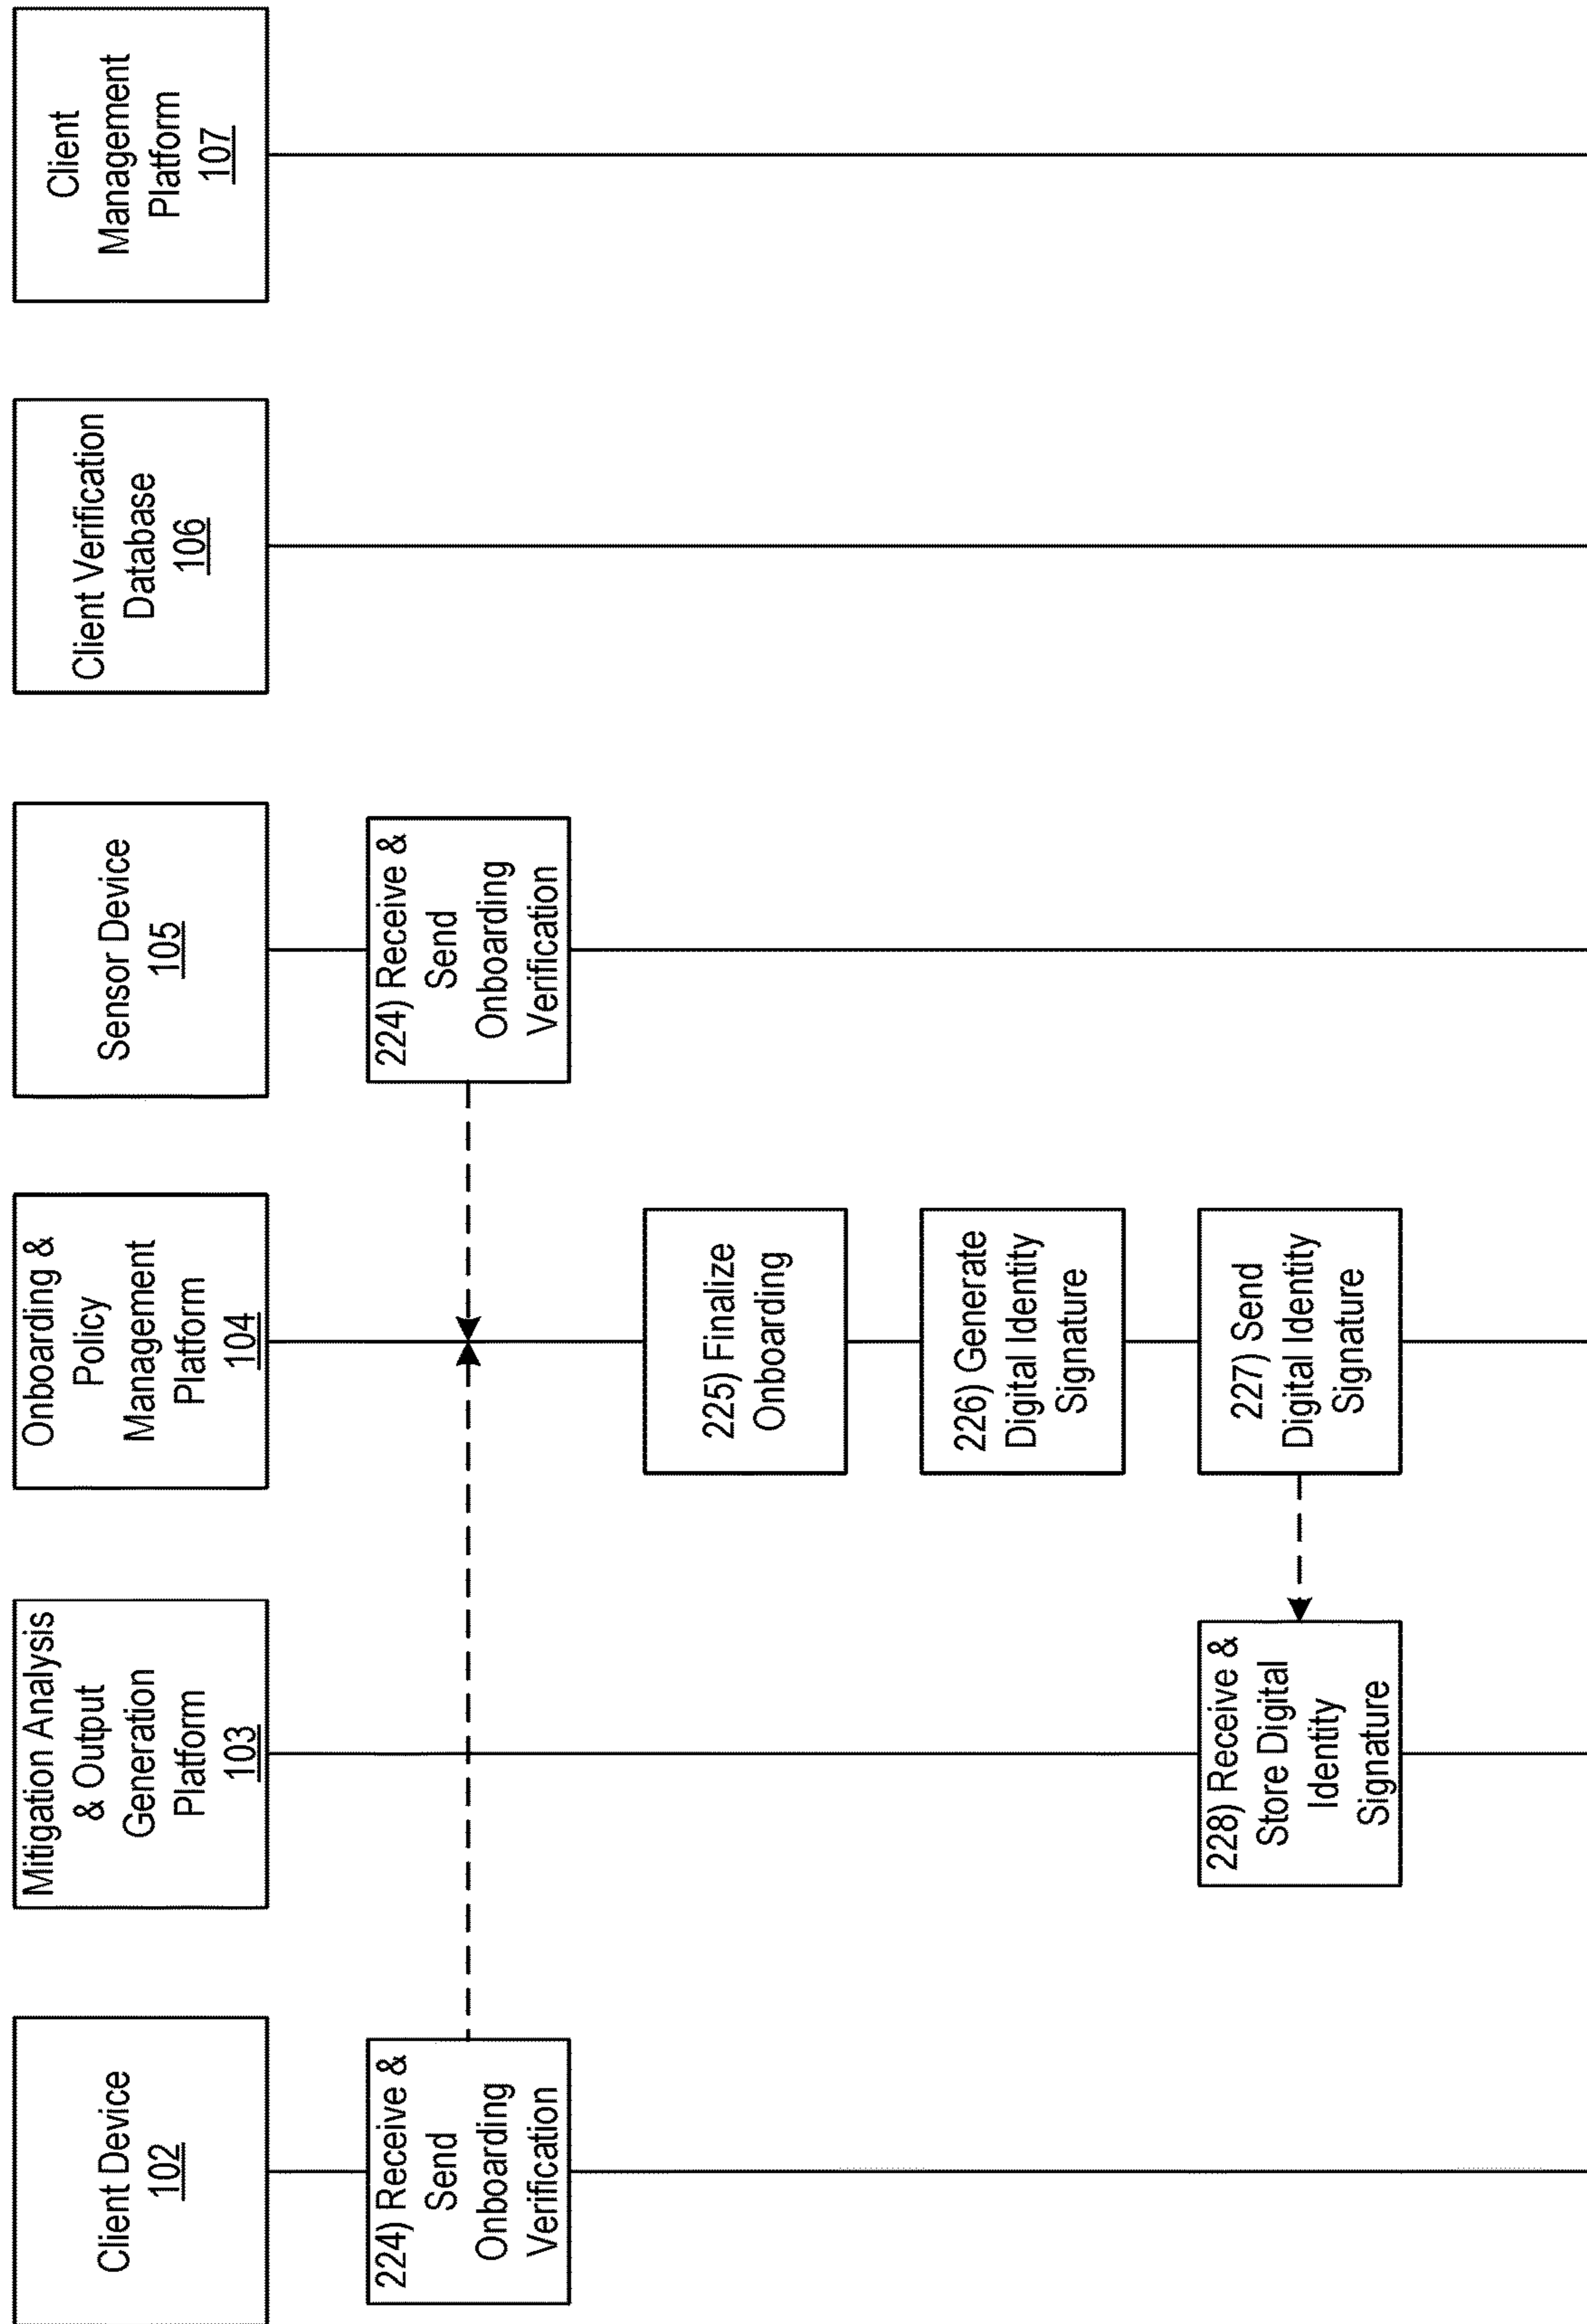 Client Device
102
Mitigation Analysis
& Output
Generation
Platform
103
Onboarding &
Policy
Management
Platform
104
Sensor Device
105
Client Verification
Database
106
Client
Management
Platform
107
224) Receive &
Send
Onboarding
Verification
224) Receive &
Send
Onboarding
Verification
225) Finalize
Onboarding
226) Generate
Digital Identity
Signature
227) Send
Digital Identity
Signature
228) Receive &
Store Digital
Identity
Signature